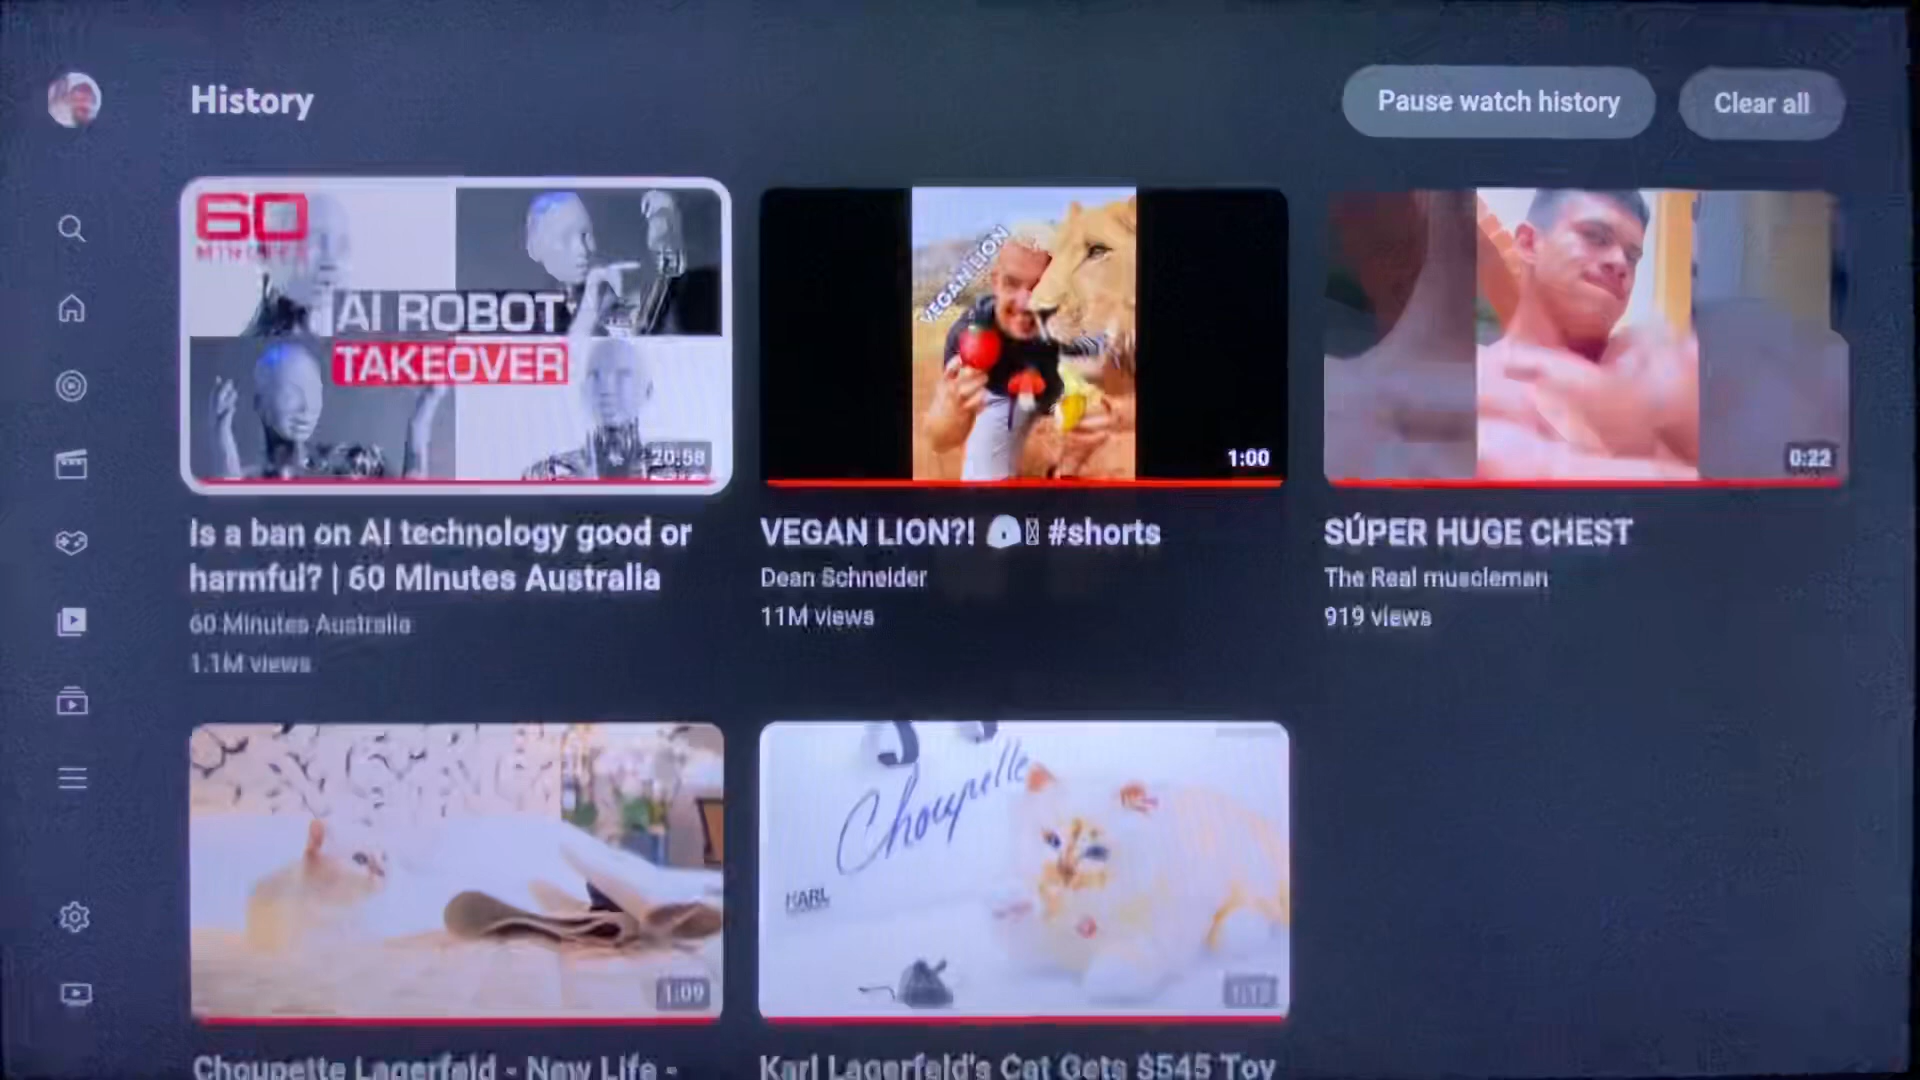 History
Pause watch history
Clear all
60
MINUTES
AI ROBOT
TAKEOVER
20:58
VEGAN LION
1:00
0:22
Is a ban on AI technology good or
harmful? | 60 Minutes Australia
60 Minutes Australia
1.1M views
VEGAN LION?! #shorts
Dean Schneider
11M views
SÚPER HUGE CHEST
The Real muscleman
919 views
1:09
Choupette
KARL
Choupette Lagerfeld - New Life -
Karl Lagerfeld's Cat Gets $545 Toy